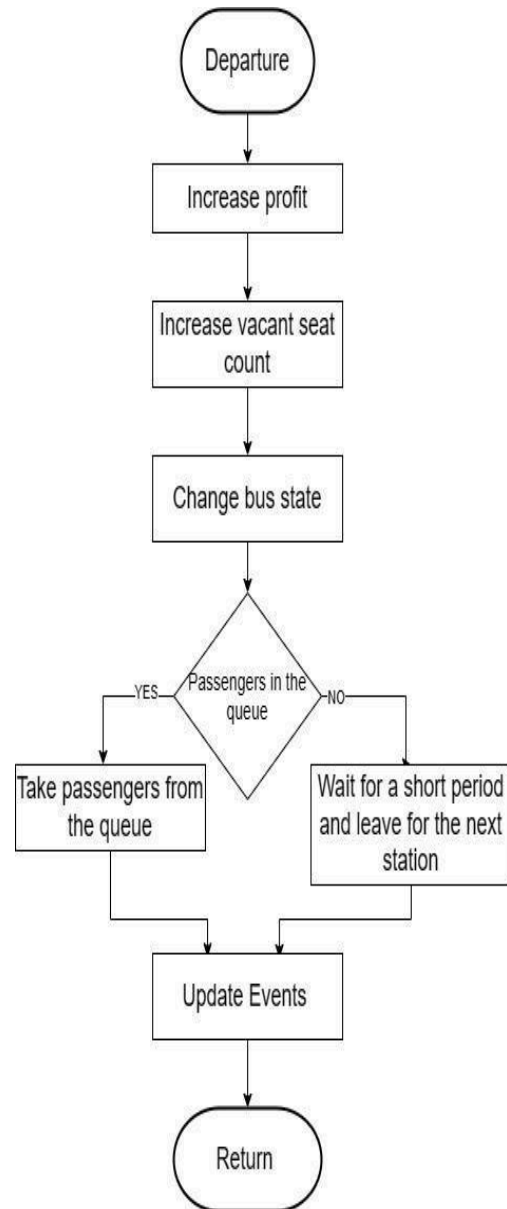 Departure
Increase profit
Increase vacant seat
count
Change bus state
Passengers in the
queue
YES
NO
Take passengers from
the queue
Wait for a short period
and leave for the next
station
Update Events
Return